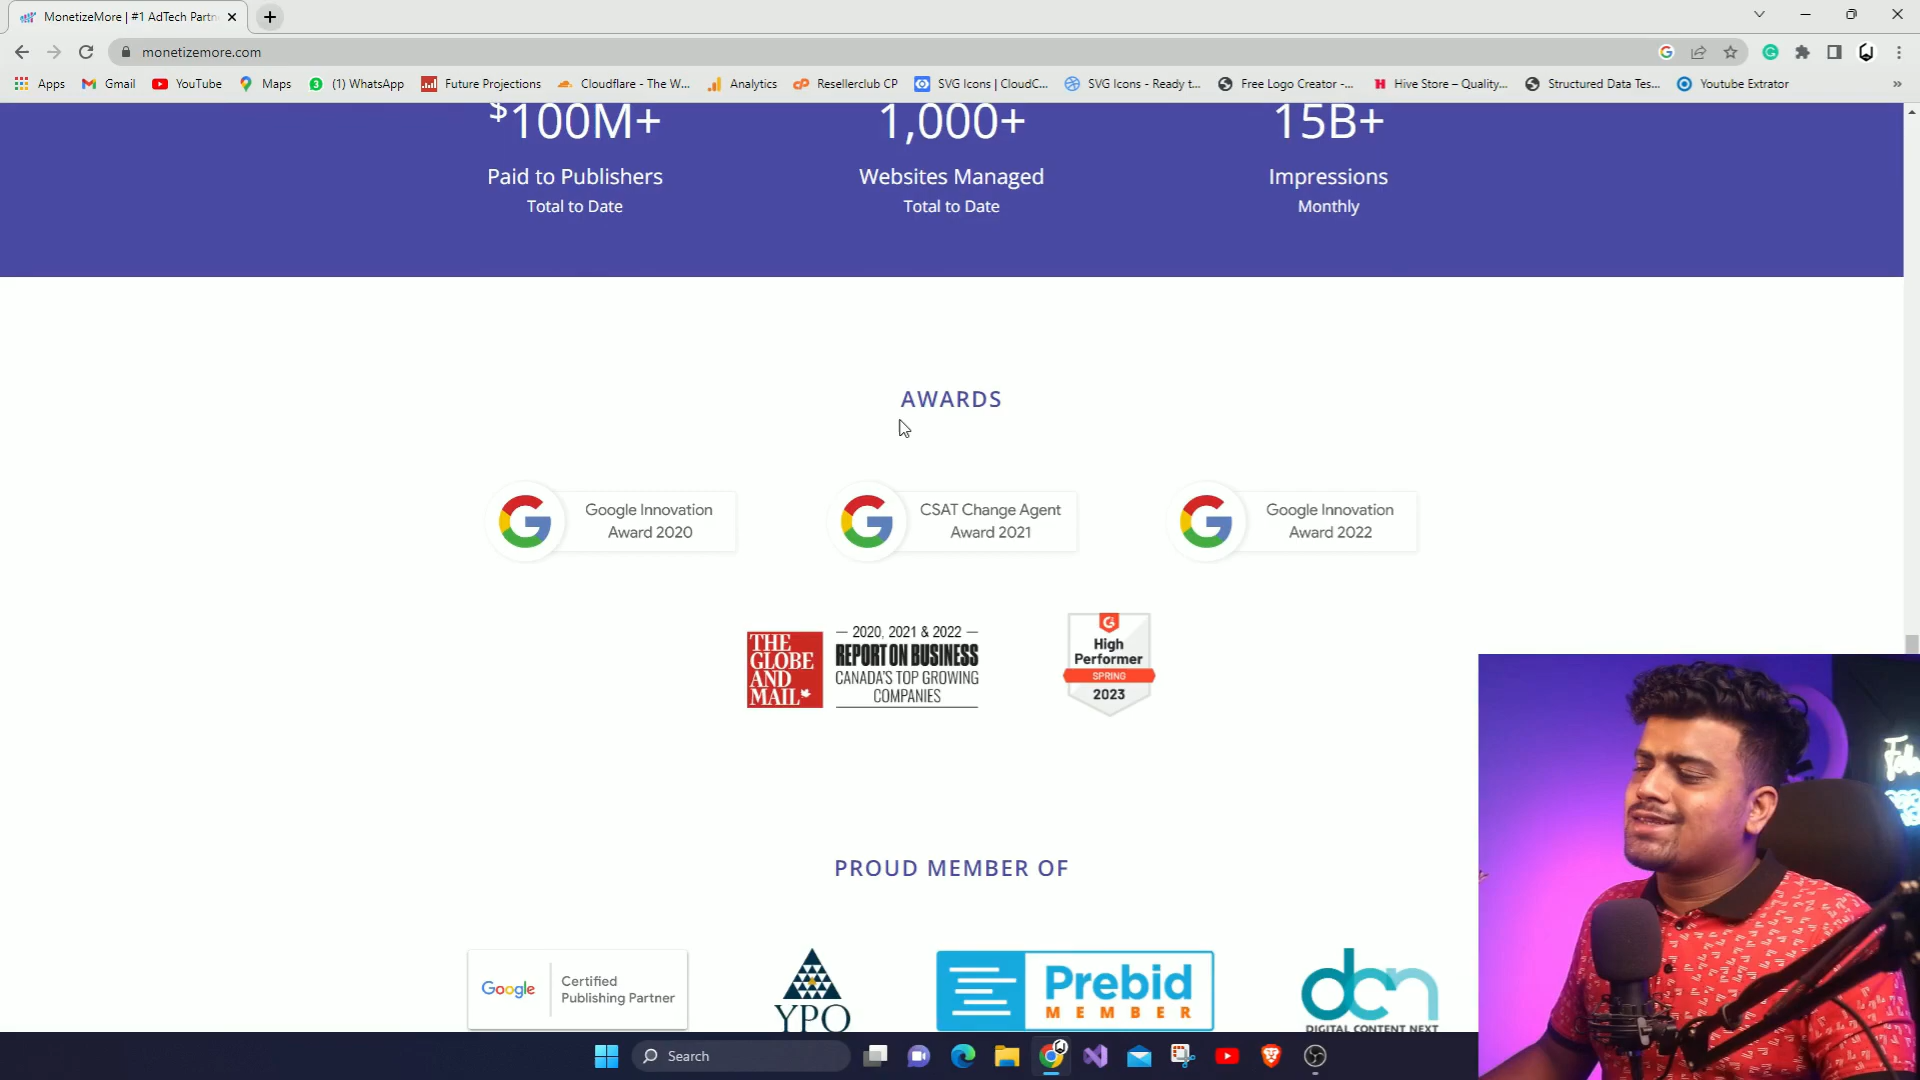 MonetizeMore | #1 AdTech Partn
monetizemore.com
Apps
Gmail
YouTube
Maps
(1) WhatsApp
Future Projections
Cloudflare - The W...
Analytics
Resellerclub CP
SVG Icons | CloudC...
SVG Icons - Ready t...
Free Logo Creator -...
Hive Store – Quality...
Structured Data Tes...
Youtube Extrator
$100M+
1,000+
15B+
Paid to Publishers
Websites Managed
Impressions
Total to Date
Total to Date
Monthly
AWARDS
Google Innovation
Award 2020
CSAT Change Agent
Award 2021
Google Innovation
Award 2022
THE
GLOBE
AND
MAIL
— 2020, 2021 & 2022 —
REPORT ON BUSINESS
CANADA'S TOP GROWING
COMPANIES
High
Performer
SPRING
2023
PROUD MEMBER OF
Google
Certified
Publishing Partner
YPO
Prebid
MEMBER
dcn
DIGITAL CONTENT NEXT
Search